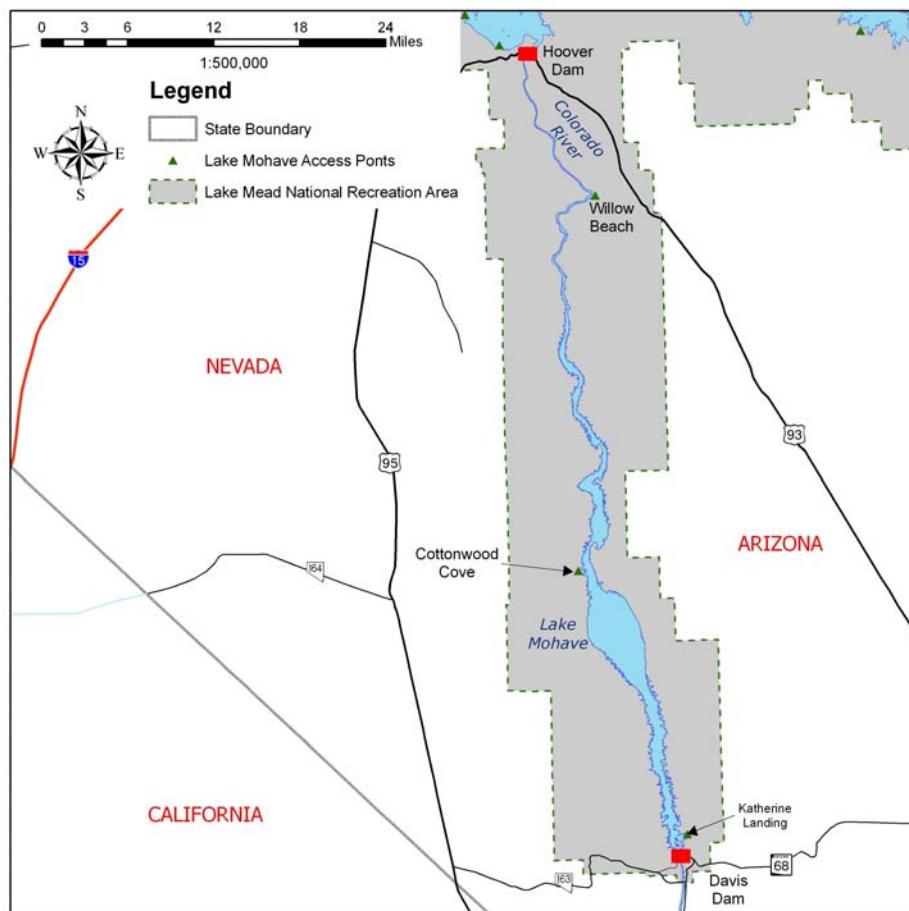 0 3 6 12 18 24
Miles
1:500,000
Legend
State Boundary
Lake Mohave Access Ponts
Lake Mead National Recreation Area
N
W E
S
Hoover
Dam
Colorado
River
Willow
Beach
15
NEVADA
95
93
ARIZONA
Cottonwood
Cove
164
Lake
Mohave
CALIFORNIA
Katherine
Landing
68
163
Davis
Dam